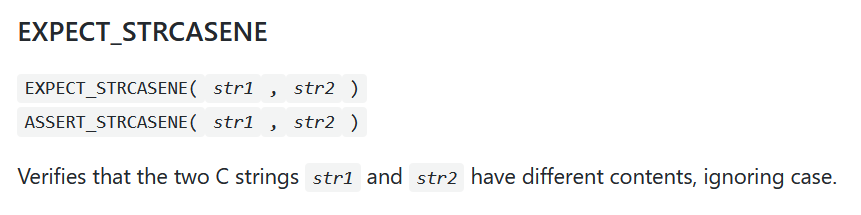 EXPECT_STRCASENE
EXPECT_STRCASENE( str1 , str2 )
ASSERT_STRCASENE( str1 , str2 )
Verifies that the two C strings str1 and str2 have different contents, ignoring case.